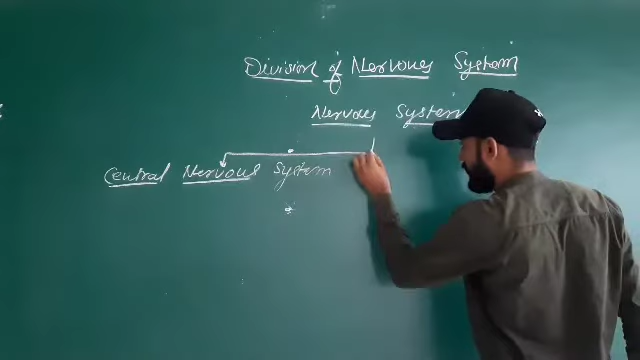 Division of Nervous System
Nervous System
Central Nervous System